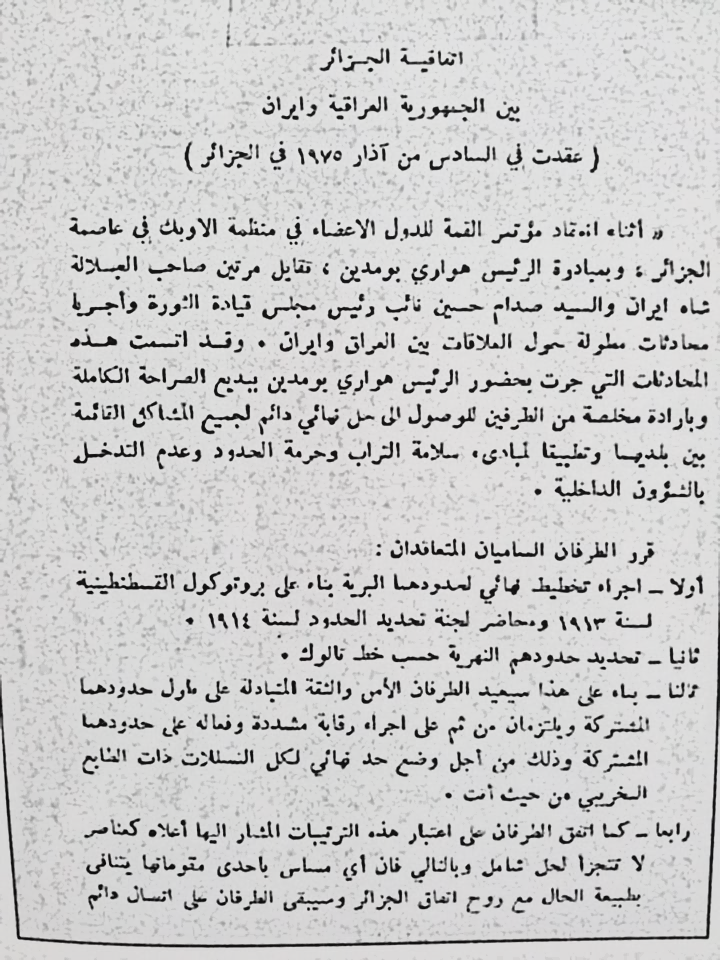 اتفاقية الجزائر
بين الجمهورية العراقية وايران
( عقدت في السادس من آذار ١٩٧٥ في الجزائر )
« أثناء انعقاد مؤتمر القمة للدول الاعضاء في منظمة الاوبك في عاصمة
الجزائر ، وبمبادرة الرئيس هواري بومدين ، تقابل مرتين صاحب الجلالة
شاه ايران والسيد صدام حسين نائب رئيس مجلس قيادة الثورة وأجريا
محادثات مطولة حول العلاقات بين العراق وايران . وقد اتسمت هذه
المحادثات التي جرت بحضور الرئيس هواري بومدين ببديع الصراحة الكاملة
وبارادة مخلصة من الطرفين للوصول الى حل نهائي دائم لجميع المشاكل القائمة
بين بلديهما وتطبيقا لمبادىء سلامة التراب وحرمة الحدود وعدم التدخل
بالشؤون الداخلية .
قرر الطرفان الساميان المتعاقدان :
أولا ــ اجراء تخطيط نهائي لحدودهما البرية بناء على بروتوكول القسطنطينية
لسنة ١٩١٣ ومحاضر لجنة تحديد الحدود لسنة ١٩١٤ .
ثانيا ــ تحديد حدودهم النهرية حسب خط تالوك .
ثالثا ــ بناء على هذا سيعيد الطرفان الأمن والثقة المتبادلة على طول حدودهما
المشتركة ويلتزمان من ثم على اجراء رقابة مشددة وفعاله على حدودهما
المشتركة وذلك من أجل وضع حد نهائي لكل التسللات ذات الطابع
التخريبي من حيث أتت .
رابعا ــ كما اتفق الطرفان على اعتبار هذه الترتيبات المشار اليها أعلاه كعناصر
لا تتجزأ لحل شامل وبالتالي فان أي مساس باحدى مقوماتها يتنافى
بطبيعة الحال مع روح اتفاق الجزائر وسيبقى الطرفان على اتصال دائم